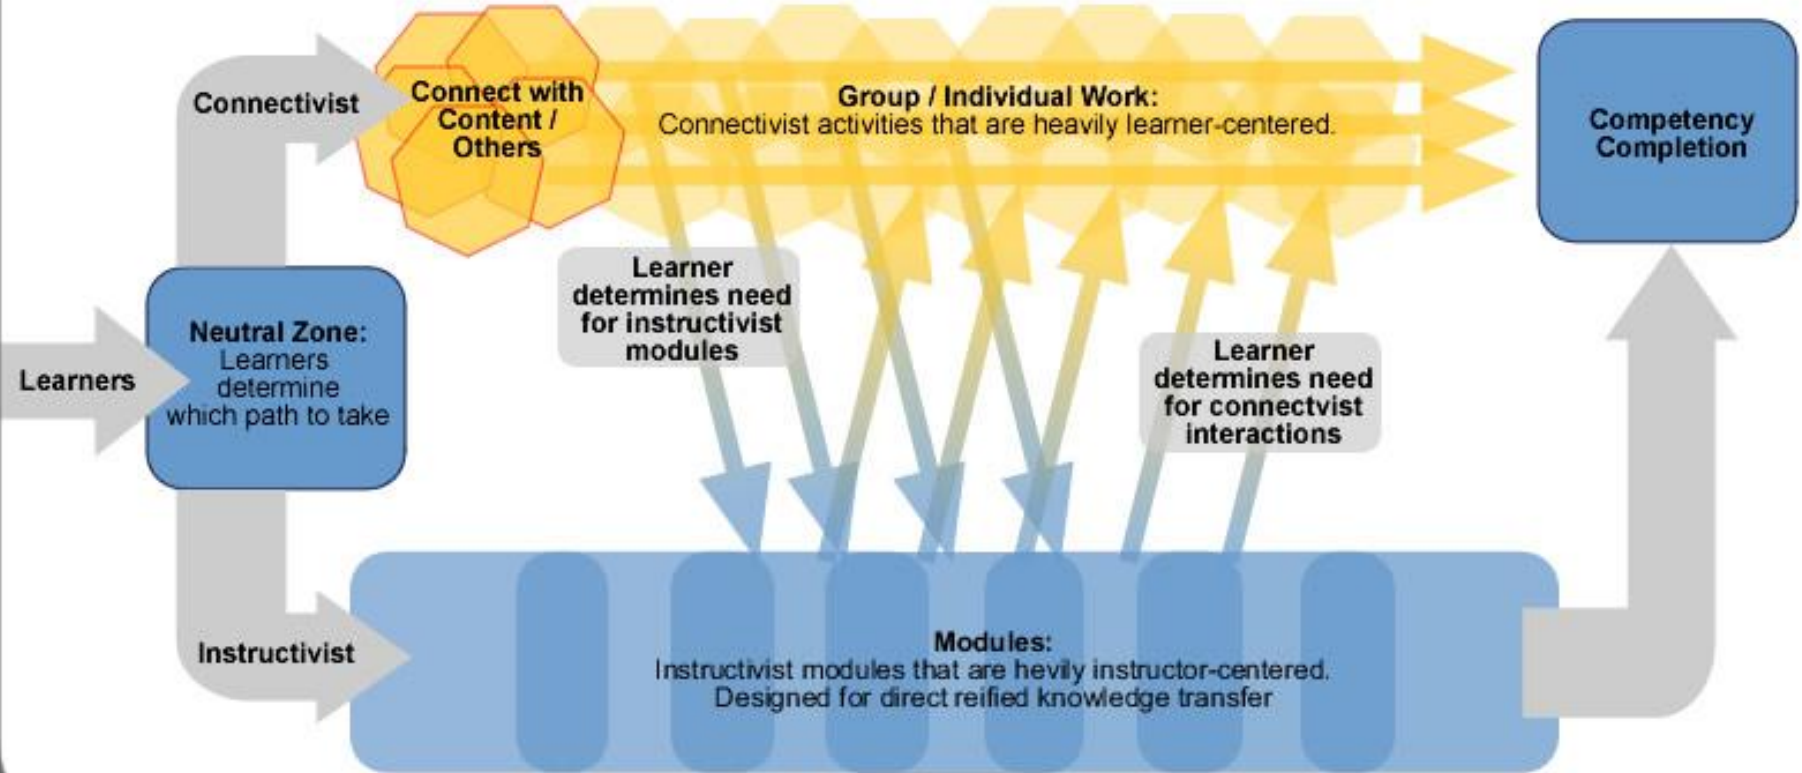 Connectivist
Connect with
Content /
Others
Group / Individual Work:
Connectivist activities that are heavily learner-centered.
Competency
Completion
Learners
Neutral Zone:
Learners
determine
which path to take
Learner
determines need
for instructivist
modules
Learner
determines need
for connectvist
interactions
Instructivist
Modules:
Instructivist modules that are hevily instructor-centered.
Designed for direct reified knowledge transfer